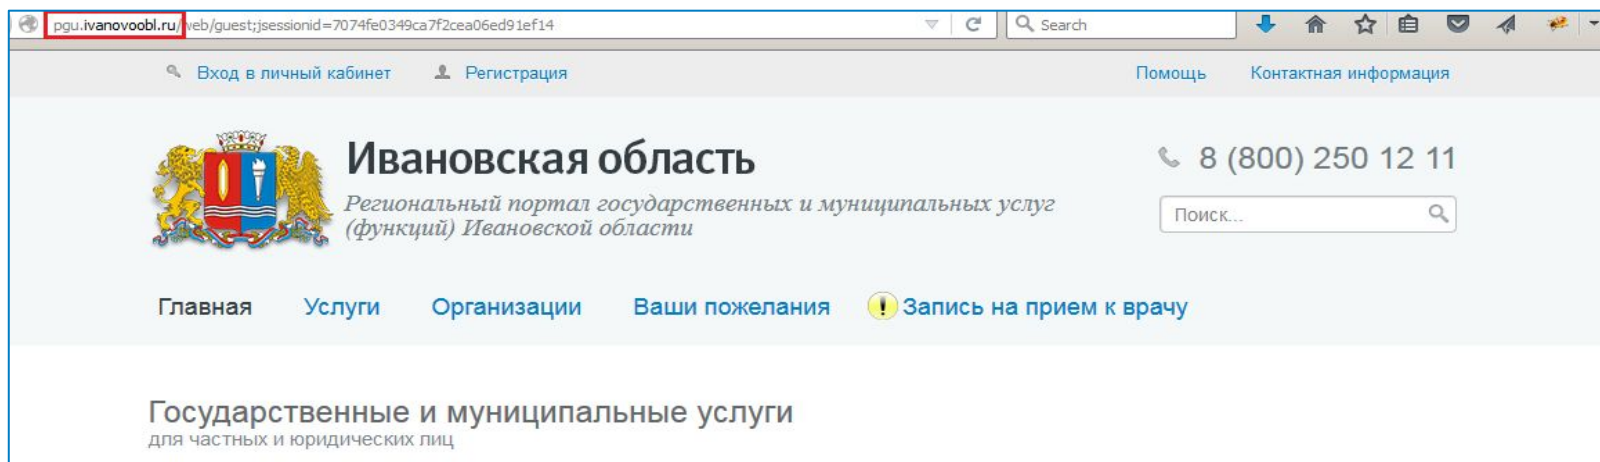 pgu.ivanovoobl.ru/web/guest;jsessionid=7074fe0349ca7f2cea06ed91ef14 Search
Вход в личный кабинет Регистрация Помощь Контактная информация
Ивановская область 8 (800) 250 12 11
Региональный портал государственных и муниципальных услуг
(функций) Ивановской области
Поиск...
Главная Услуги Организации Ваши пожелания Запись на прием к врачу
Государственные и муниципальные услуги
для частных и юридических лиц